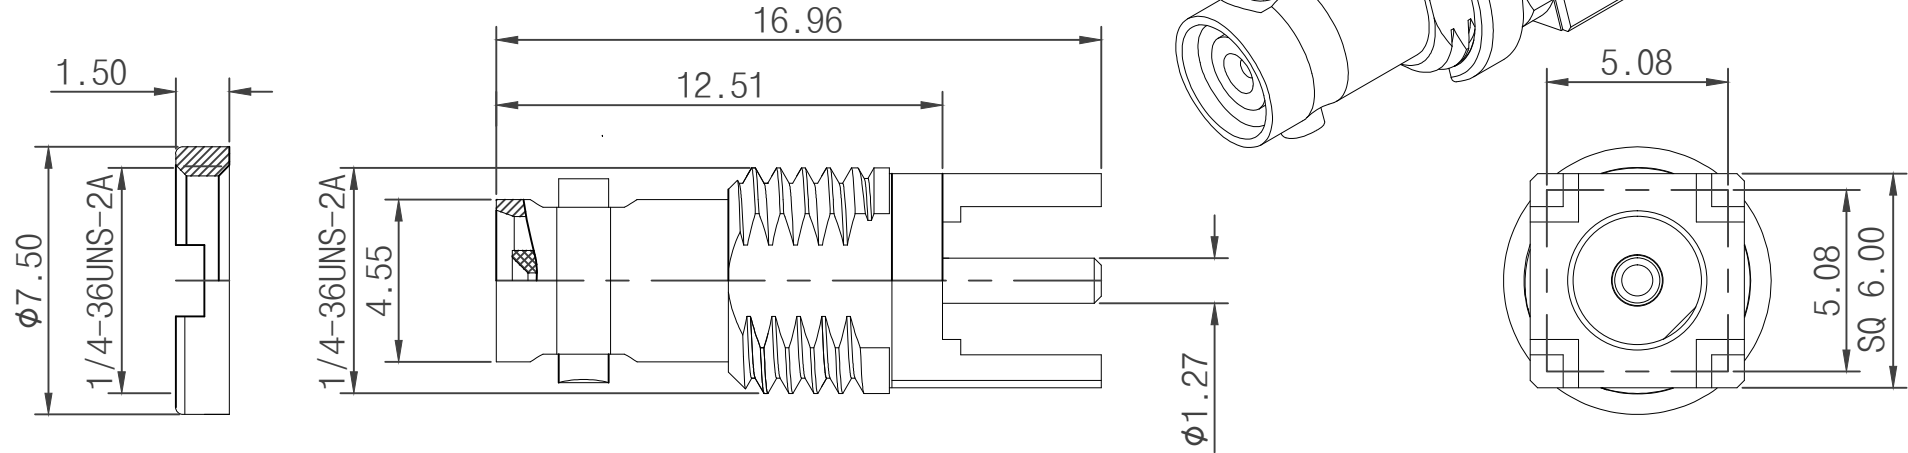 16.96
1.50
12.51
5.08
ϕ7.50
1/4-36UNS-2A
1/4-36UNS-2A
4.55
ϕ1.27
5.08
SQ 6.00